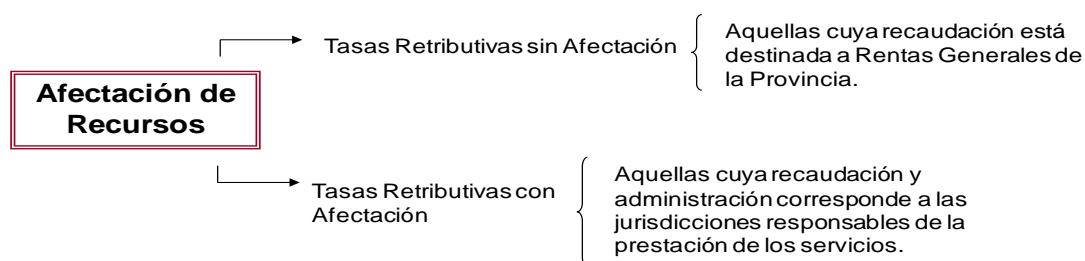 Tasas Retributivas sin Afectación
Aquellas cuya recaudación está
destinada a Rentas Generales de
la Provincia.
Afectación de
Recursos
Tasas Retributivas con
Afectación
Aquellas cuya recaudación y
administración corresponde a las
jurisdicciones responsables de la
prestación de los servicios.